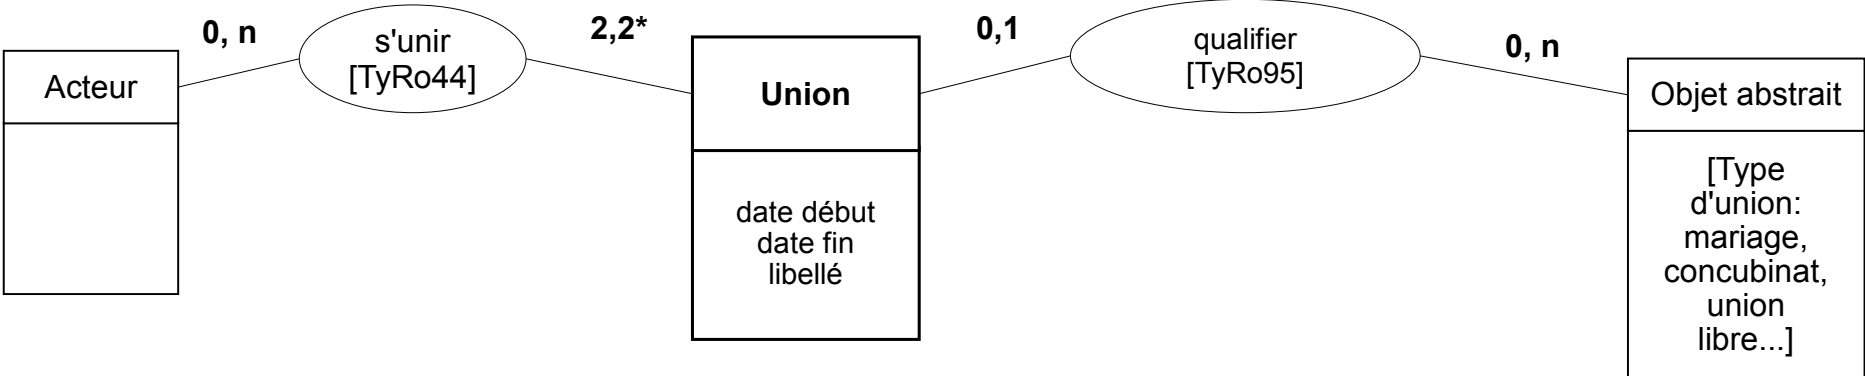 Acteur
0, n
s'unir
[TyRo44]
2,2*
Union
date début
date fin
libellé
0,1
qualifier
[TyRo95]
0, n
Objet abstrait
[Type
d'union:
mariage,
concubinat,
union
libre...]